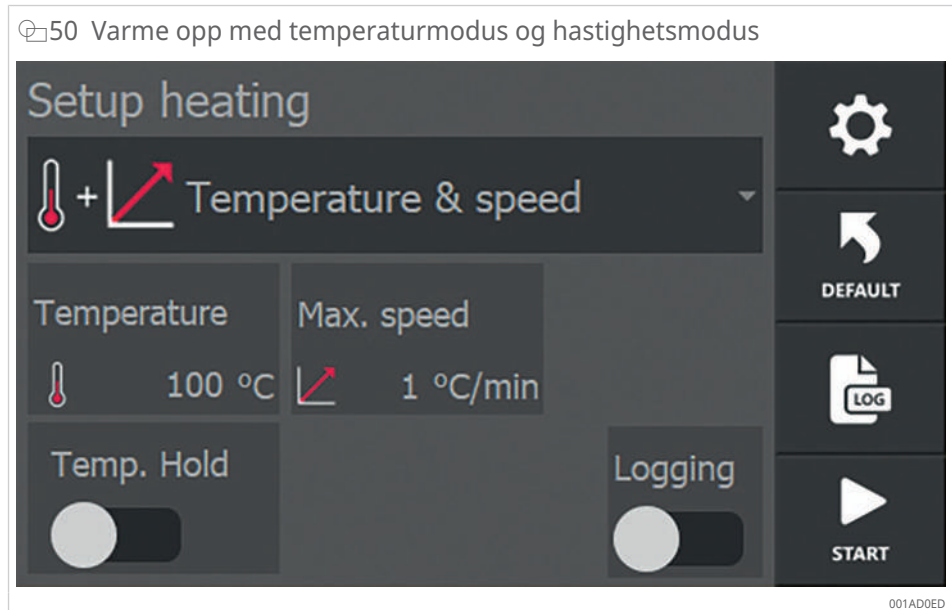 50 Varme opp med temperaturmodus og hastighetsmodus
Setup heating
+ Temperature & speed
Temperature
100 °C
Max. speed
1 °C/min
Temp. Hold
Logging
DEFAULT
LOG
START
001AD0ED